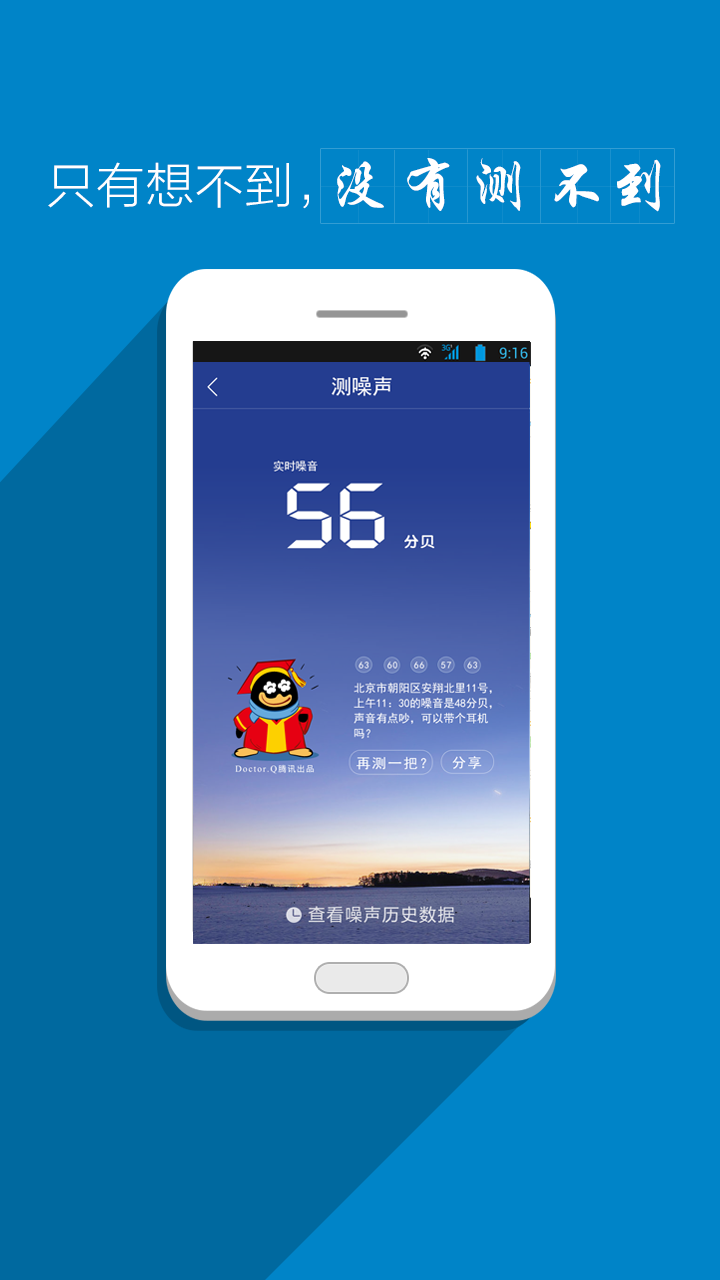 只有想不到，没有测不到
3G 9:16
测噪声
实时噪音
56 分贝
63 60 66 57 63
北京市朝阳区安翔北里11号，
上午11：30的噪音是48分贝，
声音有点吵，可以带个耳机
吗？
Doctor.Q腾讯出品
再测一把？ 分享
查看噪声历史数据